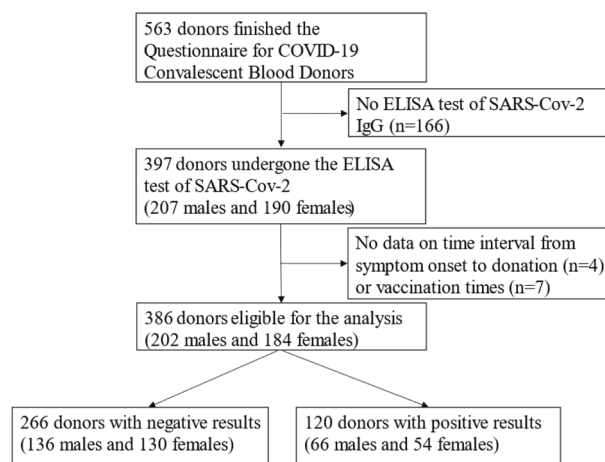 563 donors finished the
Questionnaire for COVID-19
Convalescent Blood Donors
No ELISA test of SARS-Cov-2
IgG (n=166)
397 donors undergone the ELISA
test of SARS-Cov-2
(207 males and 190 females)
No data on time interval from
symptom onset to donation (n=4)
or vaccination times (n=7)
386 donors eligible for the analysis
(202 males and 184 females)
266 donors with negative results
(136 males and 130 females)
120 donors with positive results
(66 males and 54 females)